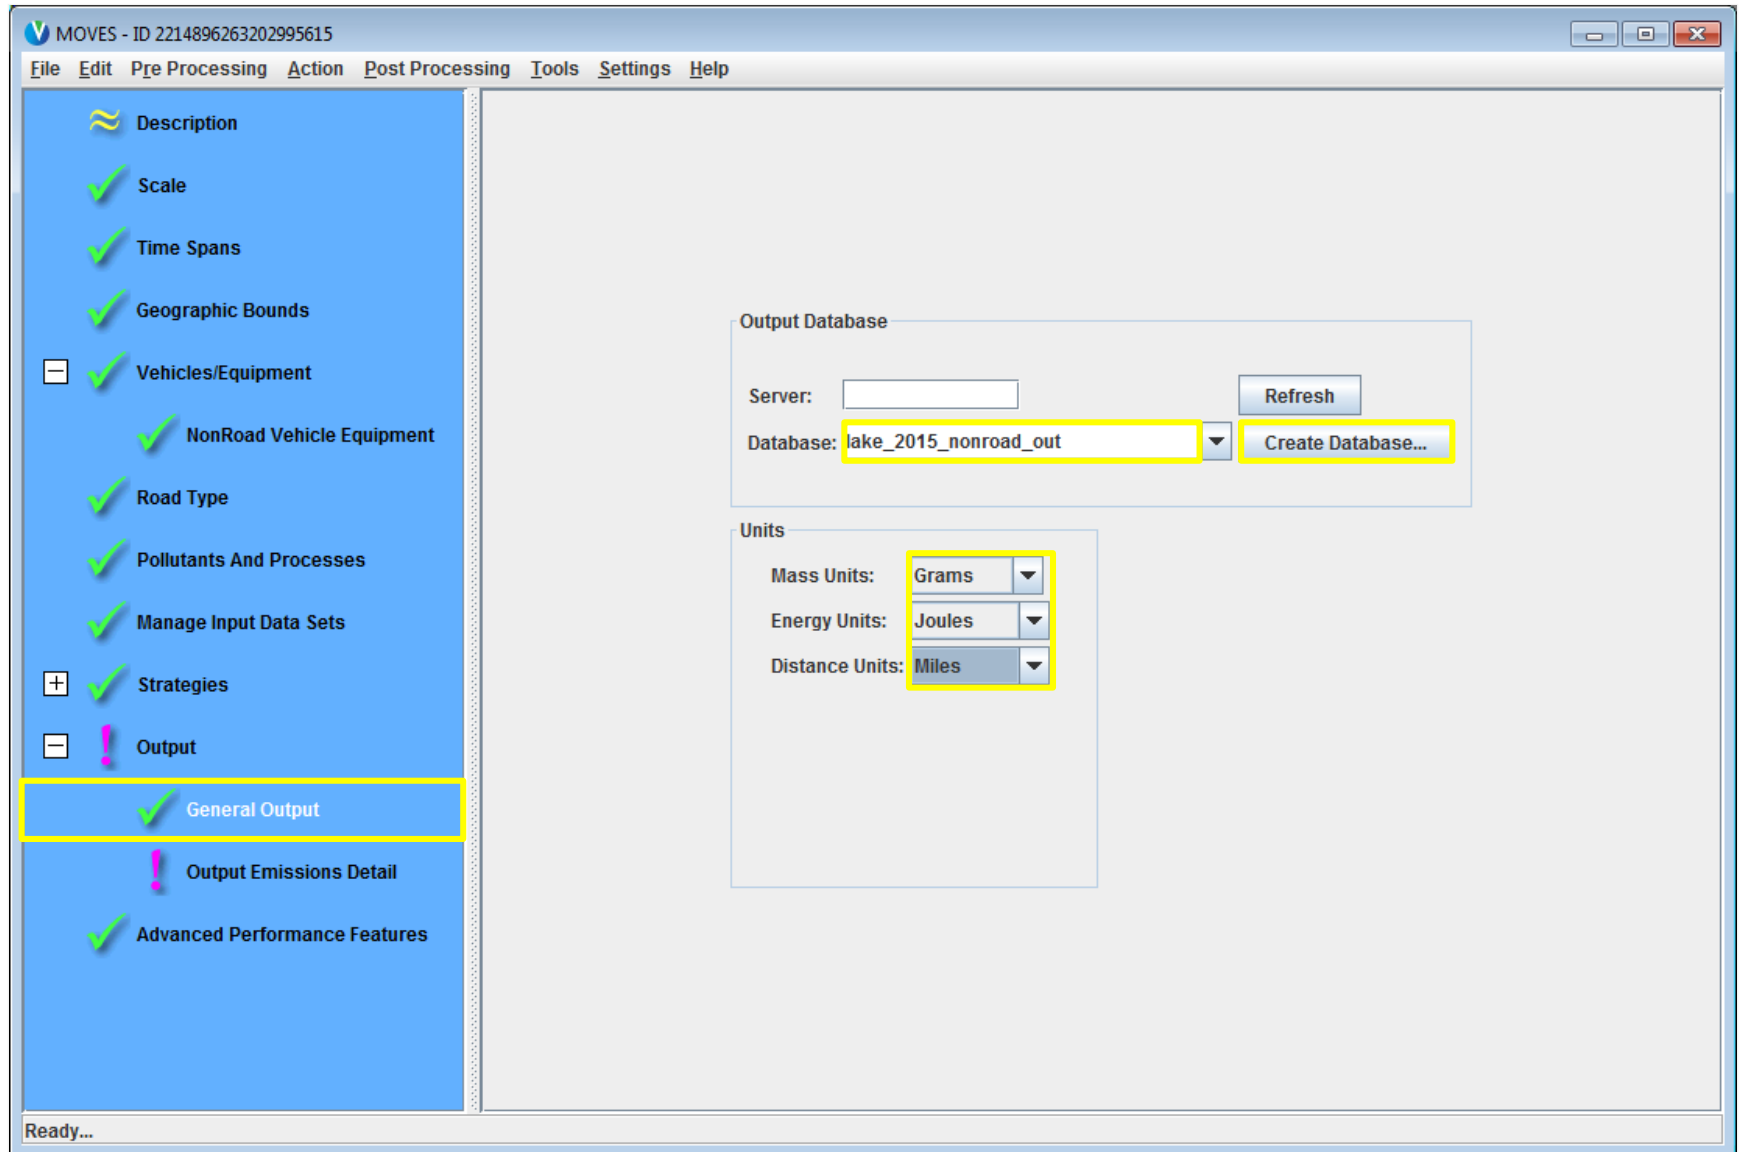 MOVES - ID 2214896263202995615
File Edit Pre Processing Action Post Processing Tools Settings Help
Description
Scale
Time Spans
Geographic Bounds
Vehicles/Equipment
NonRoad Vehicle Equipment
Road Type
Pollutants And Processes
Manage Input Data Sets
Strategies
Output
General Output
Output Emissions Detail
Advanced Performance Features
Output Database
Server: Refresh
Database: lake_2015_nonroad_out Create Database...
Units
Mass Units: Grams
Energy Units: Joules
Distance Units: Miles
Ready...